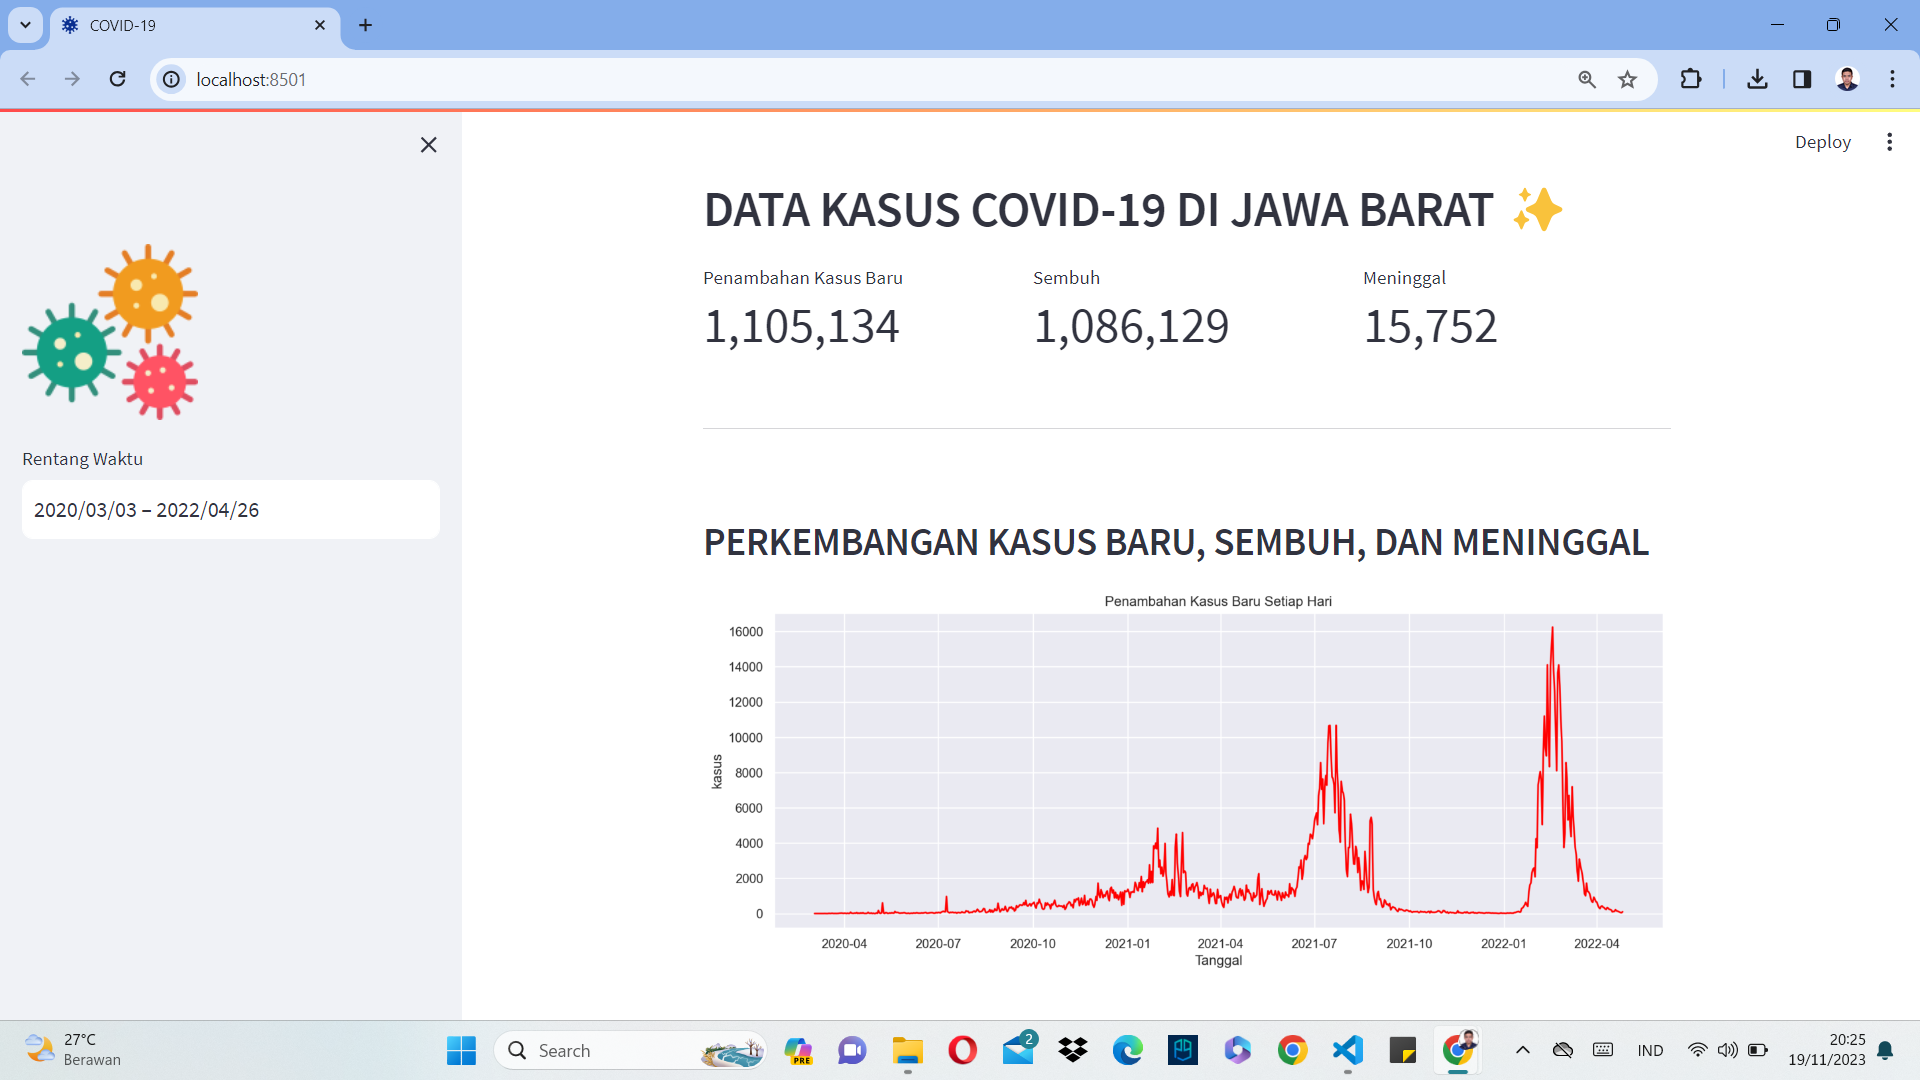 COVID-19
localhost:8501
Deploy
DATA KASUS COVID-19 DI JAWA BARAT
Penambahan Kasus Baru
1,105,134
Sembuh
1,086,129
Meninggal
15,752
Rentang Waktu
2020/03/03 – 2022/04/26
PERKEMBANGAN KASUS BARU, SEMBUH, DAN MENINGGAL
Penambahan Kasus Baru Setiap Hari
kasus
16000
14000
12000
10000
8000
6000
4000
2000
0
2020-04 2020-07 2020-10 2021-01 2021-04 2021-07 2021-10 2022-01 2022-04
Tanggal
27°C
Berawan
Search
PRE
2
IND
20:25
19/11/2023